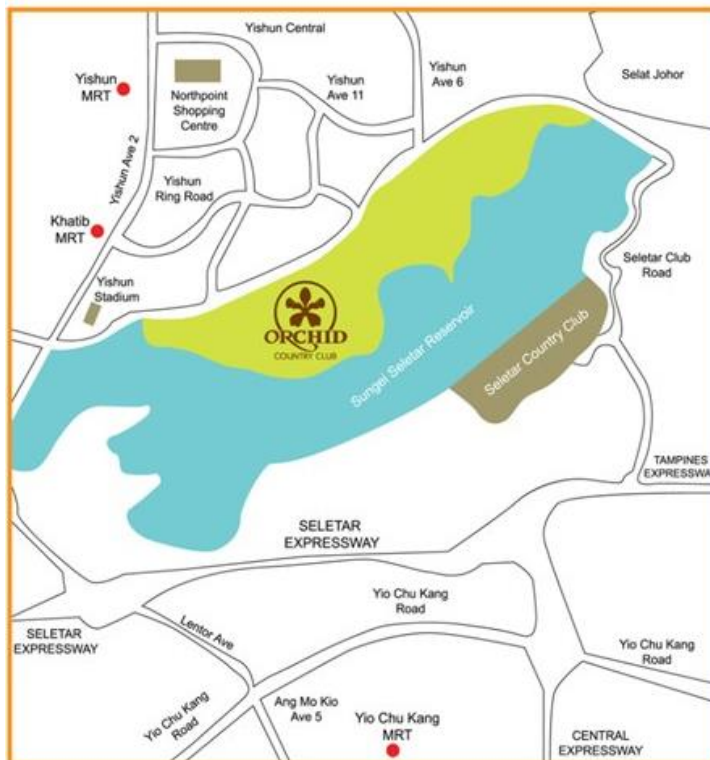 Yishun Central
Yishun
MRT
Northpoint
Shopping
Centre
Yishun
Ave 11
Yishun
Ave 6
Selat Johor
Yishun Ave 2
Yishun
Ring Road
Khatib
MRT
Yishun
Stadium
ORCHID
COUNTRY CLUB
Seletar Club
Road
Sungei Seletar Reservoir
Seletar Country Club
TAMPINES
EXPRESSWA
SELETAR
EXPRESSWAY
Yio Chu Kang
Road
Lentor Ave
SELETAR
EXPRESSWAY
Yio Chu Kang
Road
Yio Chu Kang
Road
Ang Mo Kio
Ave 5
Yio Chu Kang
MRT
CENTRAL
EXPRESSWAY